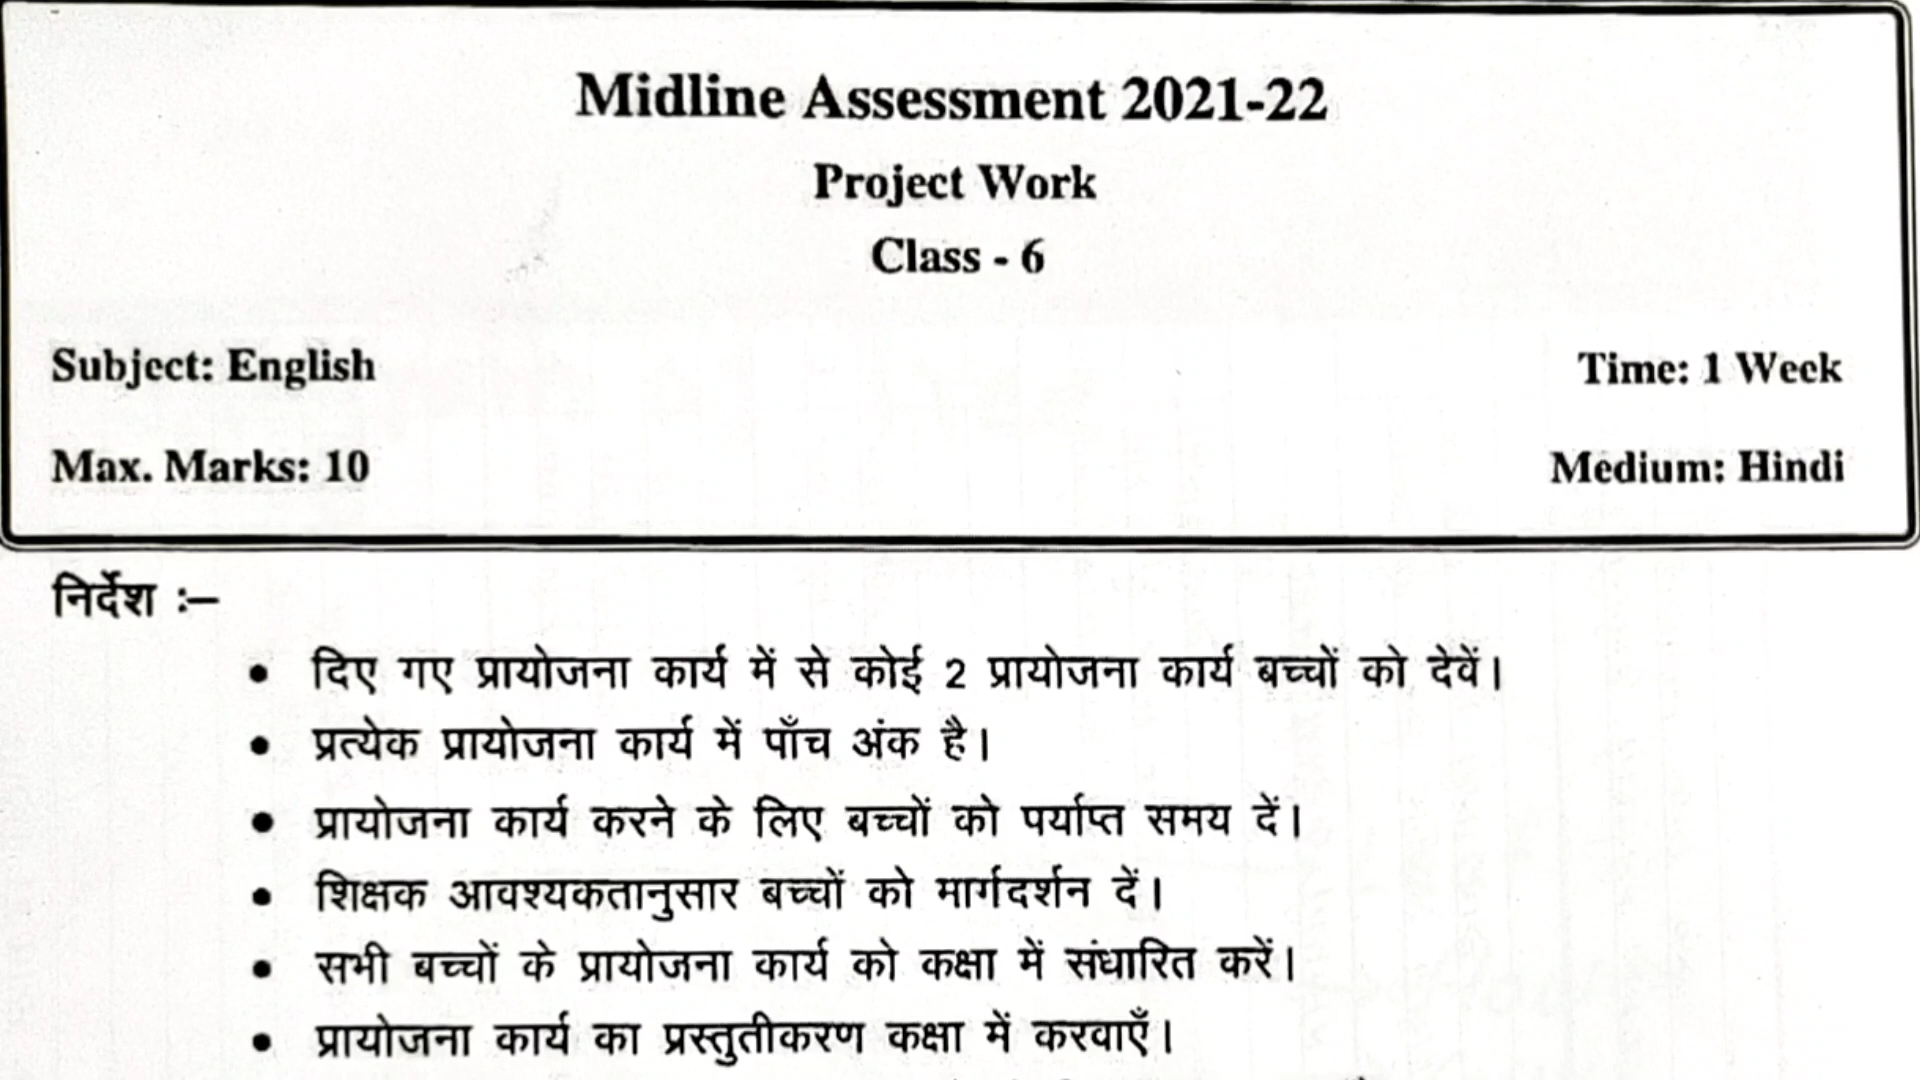 Midline Assessment 2021-22
Project Work
Class - 6
Subject: English
Time: 1 Week
Max. Marks: 10
Medium: Hindi
निर्देश :–
• दिए गए प्रायोजना कार्य में से कोई 2 प्रायोजना कार्य बच्चों को देवें।
• प्रत्येक प्रायोजना कार्य में पाँच अंक है।
• प्रायोजना कार्य करने के लिए बच्चों को पर्याप्त समय दें।
• शिक्षक आवश्यकतानुसार बच्चों को मार्गदर्शन दें।
• सभी बच्चों के प्रायोजना कार्य को कक्षा में संधारित करें।
• प्रायोजना कार्य का प्रस्तुतीकरण कक्षा में करवाएँ।